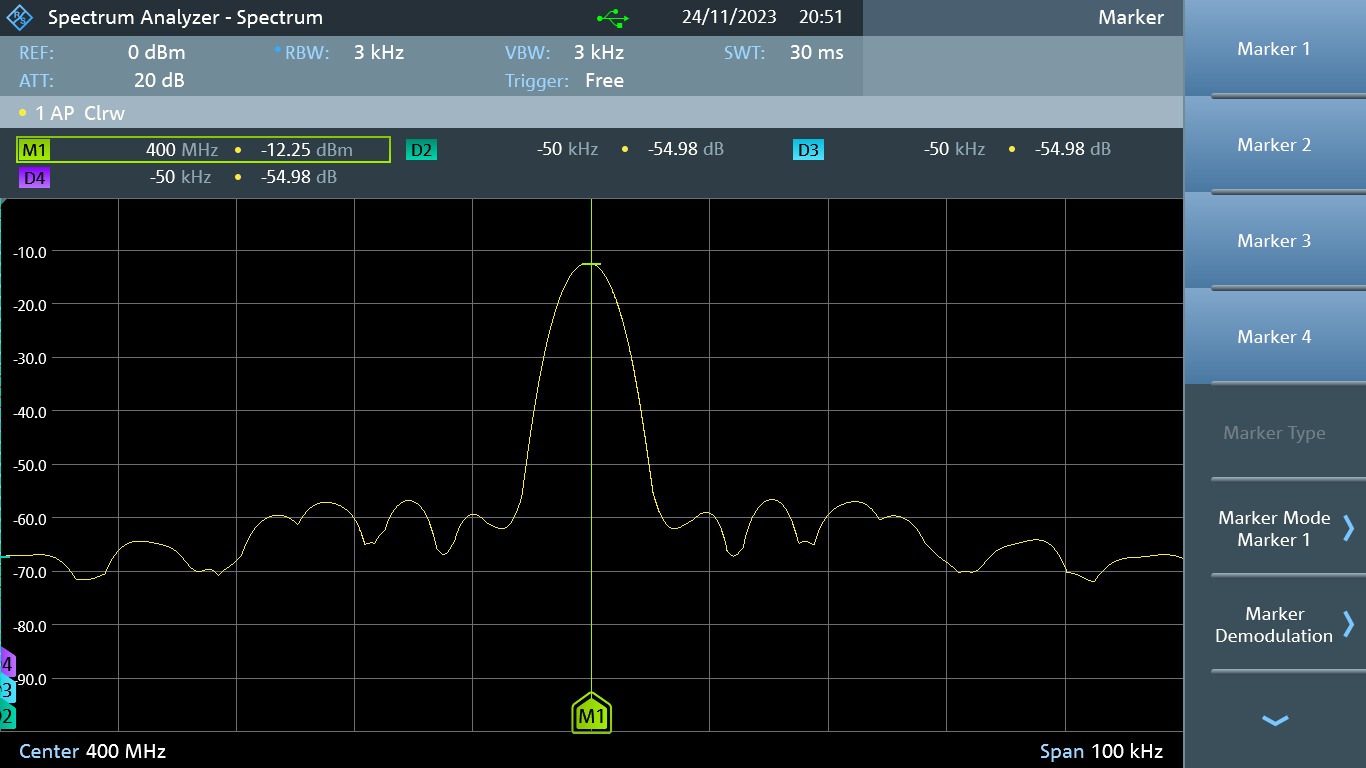 Spectrum Analyzer - Spectrum 24/11/2023 20:51 Marker
REF: 0 dBm RBW: 3 kHz VBW: 3 kHz SWT: 30 ms
ATT: 20 dB Trigger: Free
1 AP Clrw
M1 400 MHz -12.25 dBm D2 -50 kHz -54.98 dB D3 -50 kHz -54.98 dB
D4 -50 kHz -54.98 dB
-10.0
-20.0
-30.0
-40.0
-50.0
-60.0
-70.0
-80.0
4
-90.0
3
2
M1
Center 400 MHz Span 100 kHz
Marker 1
Marker 2
Marker 3
Marker 4
Marker Type
Marker Mode
Marker 1
Marker
Demodulation